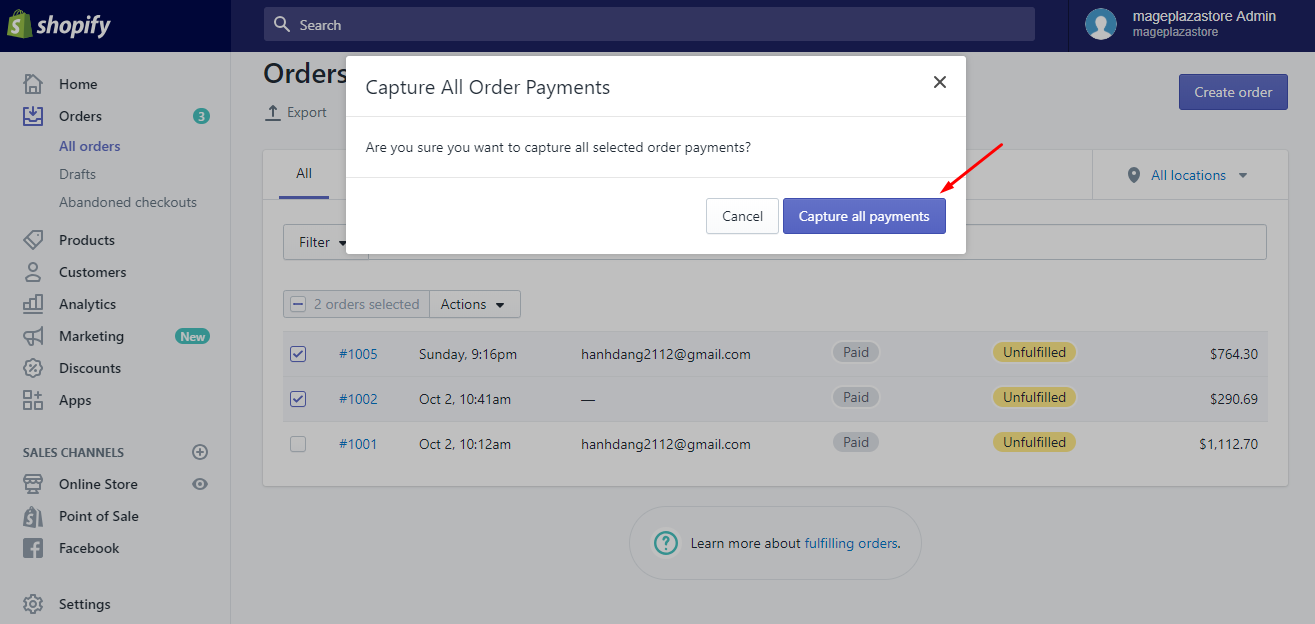 shopify
Search
mageplazastore Admin
mageplazastore
Home
Orders 3
All orders
Drafts
Abandoned checkouts
Products
Customers
Analytics
Marketing New
Discounts
Apps
SALES CHANNELS
Online Store
Point of Sale
Facebook
Settings
Orders
Export
Create order
All
All locations
Filter
Capture All Order Payments
Are you sure you want to capture all selected order payments?
Cancel Capture all payments
2 orders selected Actions
#1005 Sunday, 9:16pm hanhdang2112@gmail.com Paid Unfulfilled $764.30
#1002 Oct 2, 10:41am — Paid Unfulfilled $290.69
#1001 Oct 2, 10:12am hanhdang2112@gmail.com Paid Unfulfilled $1,112.70
Learn more about fulfilling orders.